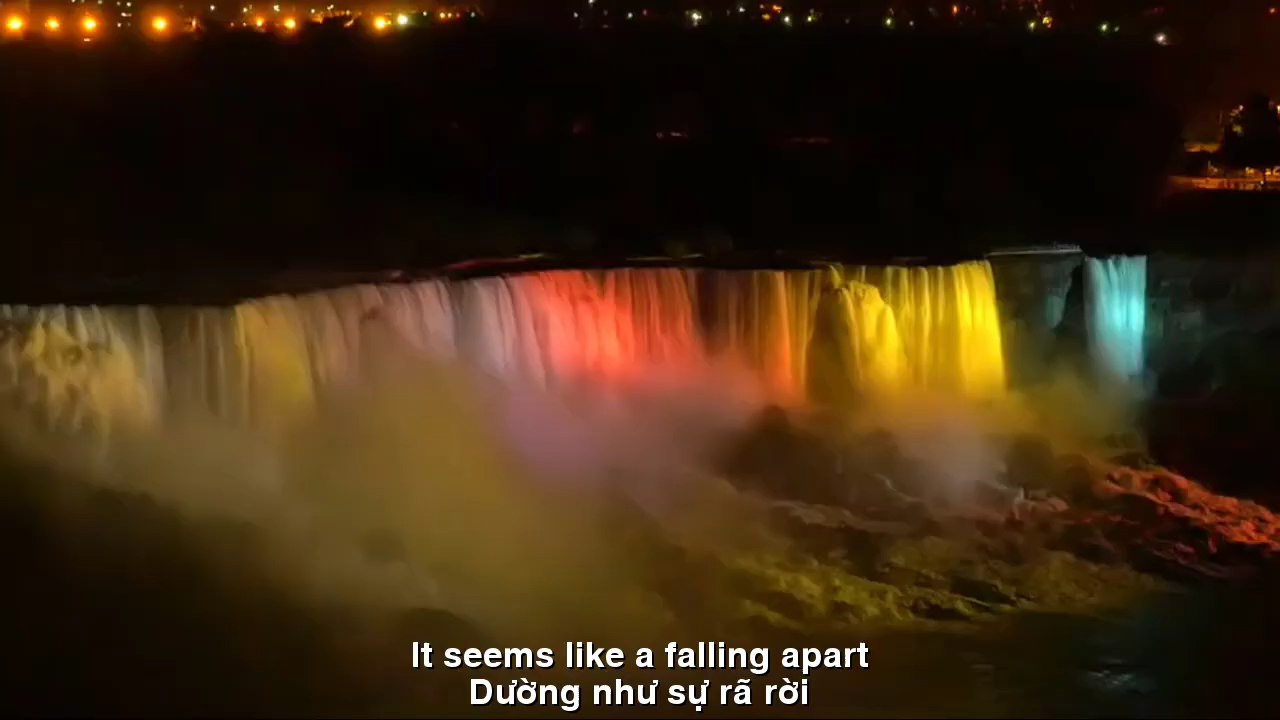 It seems like a falling apart
Dường như sự rã rời